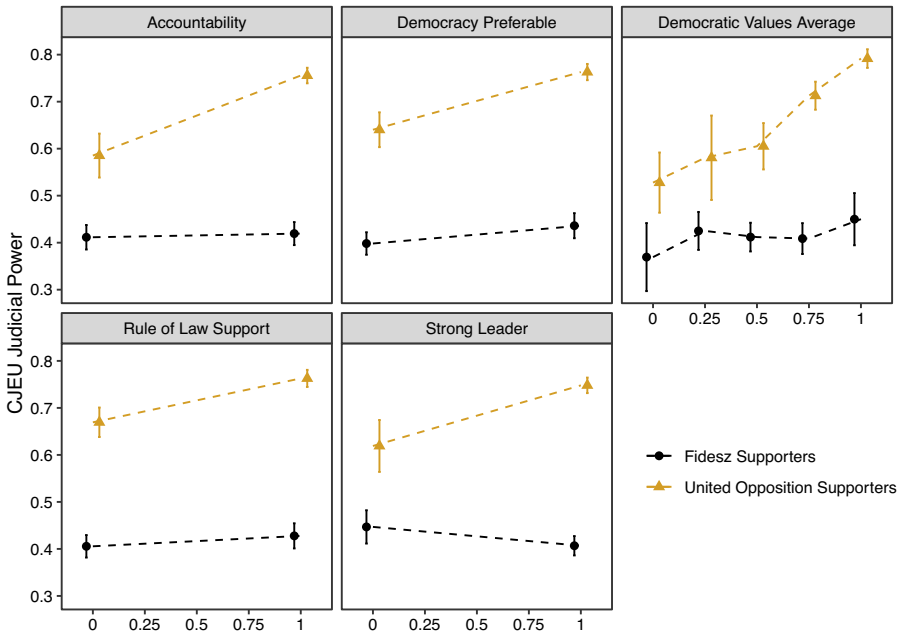 Accountability
Democracy Preferable
Democratic Values Average
0.8
0.7
0.6
0.5
0.4
0.3
0 0.25 0.5 0.75 1
CJEU Judicial Power
Rule of Law Support
Strong Leader
0.8
0.7
0.6
0.5
0.4
0.3
0 0.25 0.5 0.75 1
0 0.25 0.5 0.75 1
Fidesz Supporters
United Opposition Supporters